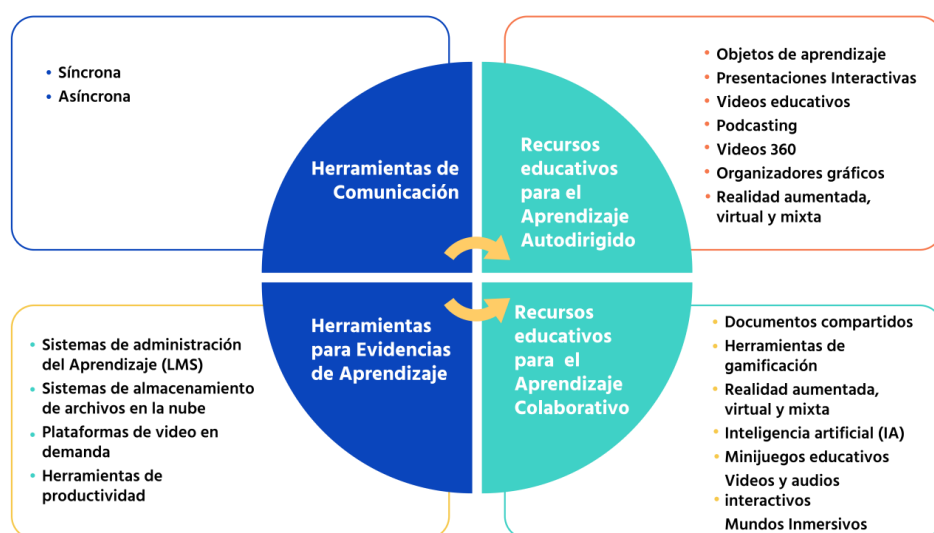 • Síncrona
• Asíncrona
Herramientas de
Comunicación
Recursos
educativos
para el
Aprendizaje
Autodirigido
• Objetos de aprendizaje
• Presentaciones Interactivas
• Videos educativos
• Podcasting
• Videos 360
• Organizadores gráficos
• Realidad aumentada,
virtual y mixta
Herramientas
para Evidencias
de Aprendizaje
• Sistemas de administración
del Aprendizaje (LMS)
• Sistemas de almacenamiento
de archivos en la nube
• Plataformas de video en
demanda
• Herramientas de
productividad
Recursos
educativos
para el
Aprendizaje
Colaborativo
• Documentos compartidos
• Herramientas de
gamificación
• Realidad aumentada,
virtual y mixta
• Inteligencia artificial (IA)
• Minijuegos educativos
Videos y audios
• interactivos
Mundos Inmersivos